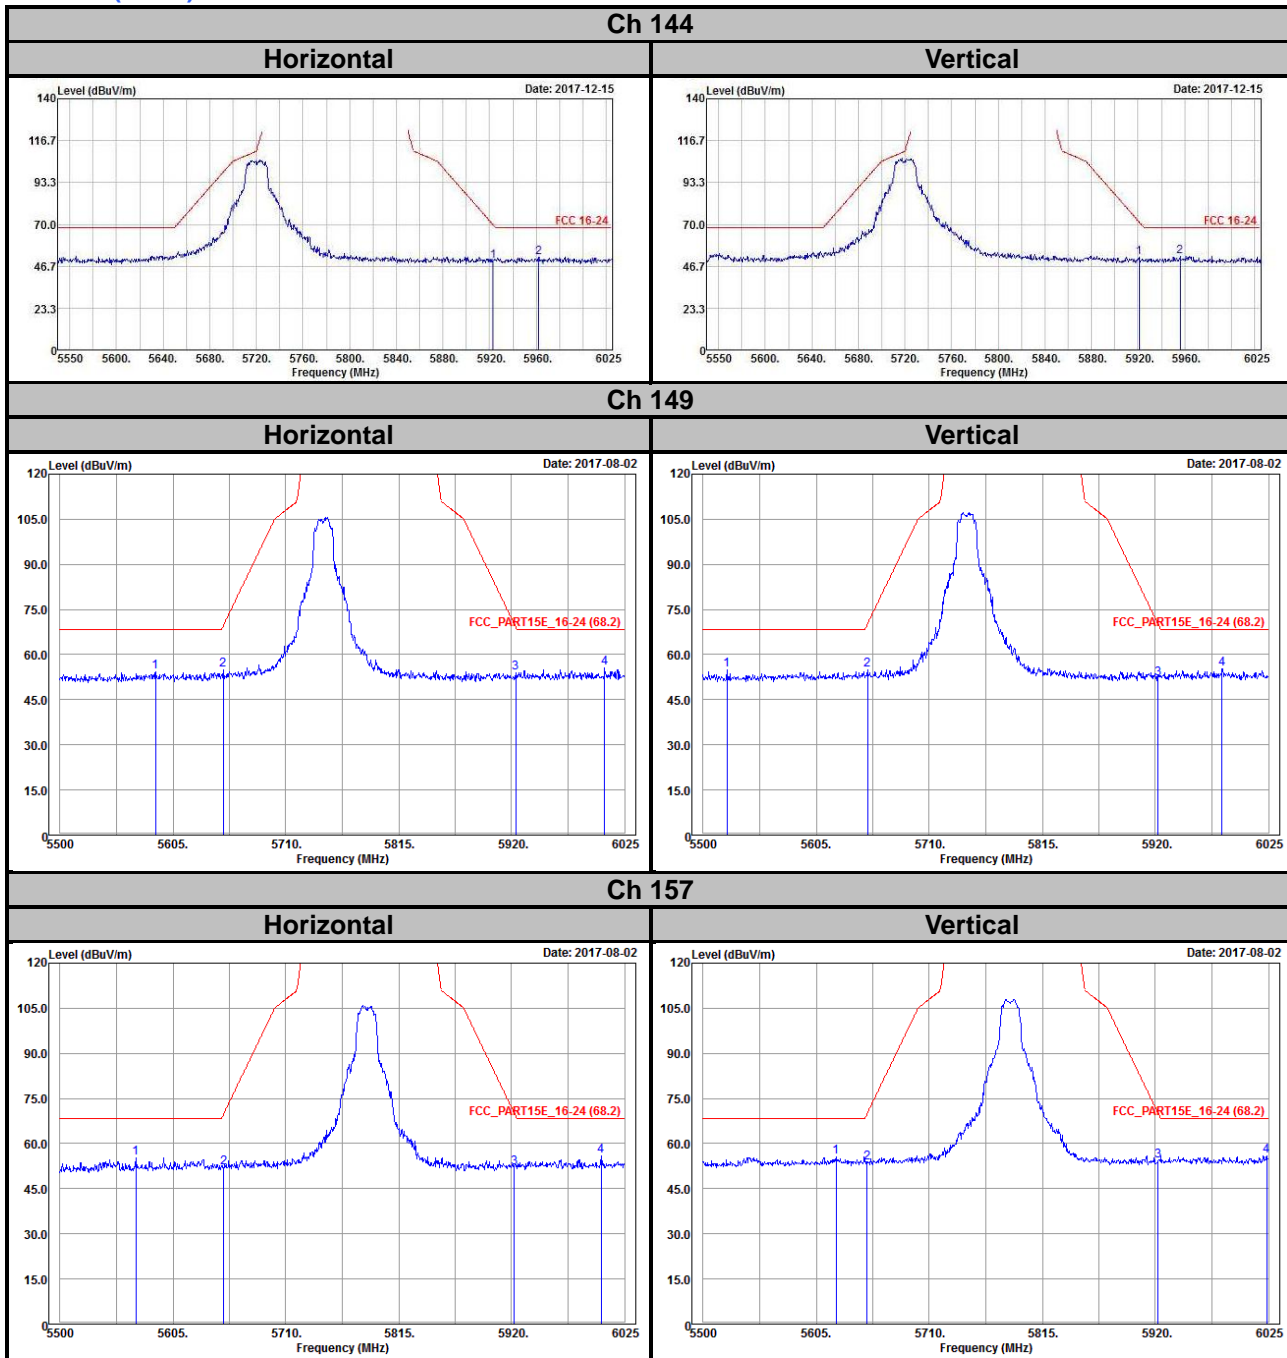 Ch 144
Horizontal Vertical
Level (dBuV/m) Date: 2017-12-15
140
116.7
93.3
70.0
46.7
23.3
0
FCC 16-24
1 2
5550 5600. 5640. 5680. 5720. 5760. 5800. 5840. 5880. 5920. 5960. 6025
Frequency (MHz)
Level (dBuV/m) Date: 2017-12-15
140
116.7
93.3
70.0
46.7
23.3
0
FCC 16-24
1 2
5550 5600. 5640. 5680. 5720. 5760. 5800. 5840. 5880. 5920. 5960. 6025
Frequency (MHz)
Ch 149
Horizontal Vertical
Level (dBuV/m) Date: 2017-08-02
120
105.0
90.0
75.0
60.0
45.0
30.0
15.0
0
FCC_PART15E_16-24 (68.2)
1 2 3 4
5500 5605. 5710. 5815. 5920. 6025
Frequency (MHz)
Level (dBuV/m) Date: 2017-08-02
120
105.0
90.0
75.0
60.0
45.0
30.0
15.0
0
FCC_PART15E_16-24 (68.2)
1 2 3 4
5500 5605. 5710. 5815. 5920. 6025
Frequency (MHz)
Ch 157
Horizontal Vertical
Level (dBuV/m) Date: 2017-08-02
120
105.0
90.0
75.0
60.0
45.0
30.0
15.0
0
FCC_PART15E_16-24 (68.2)
1 2 3 4
5500 5605. 5710. 5815. 5920. 6025
Frequency (MHz)
Level (dBuV/m) Date: 2017-08-02
120
105.0
90.0
75.0
60.0
45.0
30.0
15.0
0
FCC_PART15E_16-24 (68.2)
1 2 3 4
5500 5605. 5710. 5815. 5920. 6025
Frequency (MHz)